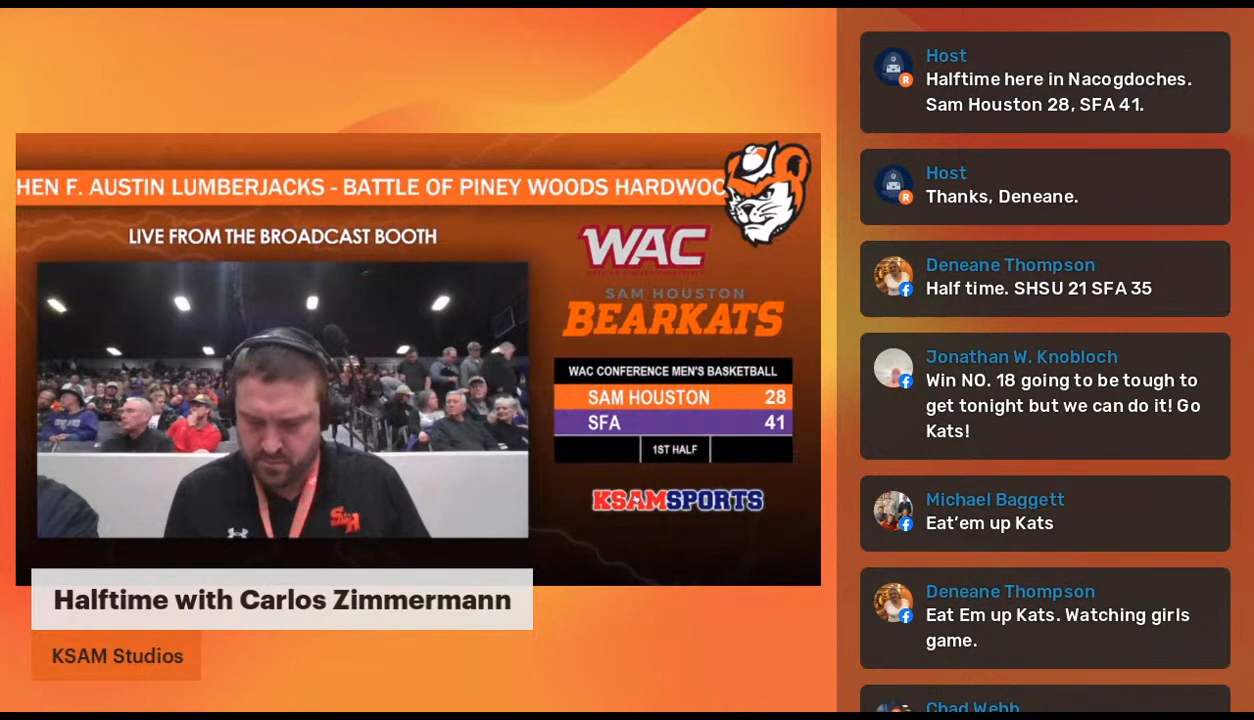 HEN F. AUSTIN LUMBERJACKS - BATTLE OF PINEY WOODS HARDWOO
LIVE FROM THE BROADCAST BOOTH
WAC
SAM HOUSTON
BEARKATS
WAC CONFERENCE MEN'S BASKETBALL
SAM HOUSTON 28
SFA 41
1ST HALF
KSAMSPORTS
SH
Halftime with Carlos Zimmermann
KSAM Studios
Host
Halftime here in Nacogdoches.
Sam Houston 28, SFA 41.
Host
Thanks, Deneane.
Deneane Thompson
Half time. SHSU 21 SFA 35
Jonathan W. Knobloch
Win NO. 18 going to be tough to
get tonight but we can do it! Go
Kats!
Michael Baggett
Eat’em up Kats
Deneane Thompson
Eat Em up Kats. Watching girls
game.
Chad Webb